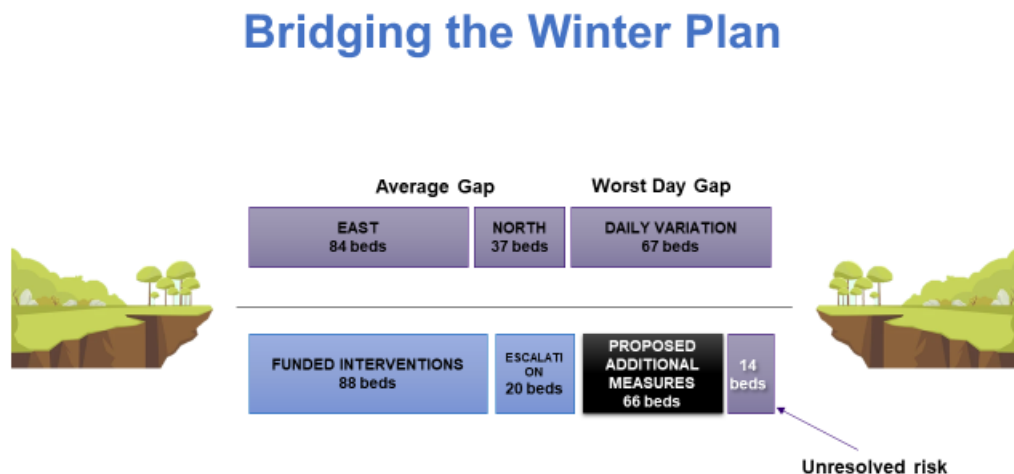 Bridging the Winter Plan
Average Gap
Worst Day Gap
EAST
84 beds
NORTH
37 beds
DAILY VARIATION
67 beds
FUNDED INTERVENTIONS
88 beds
ESCALATI
ON
20 beds
PROPOSED
ADDITIONAL
MEASURES
66 beds
14
beds
Unresolved risk